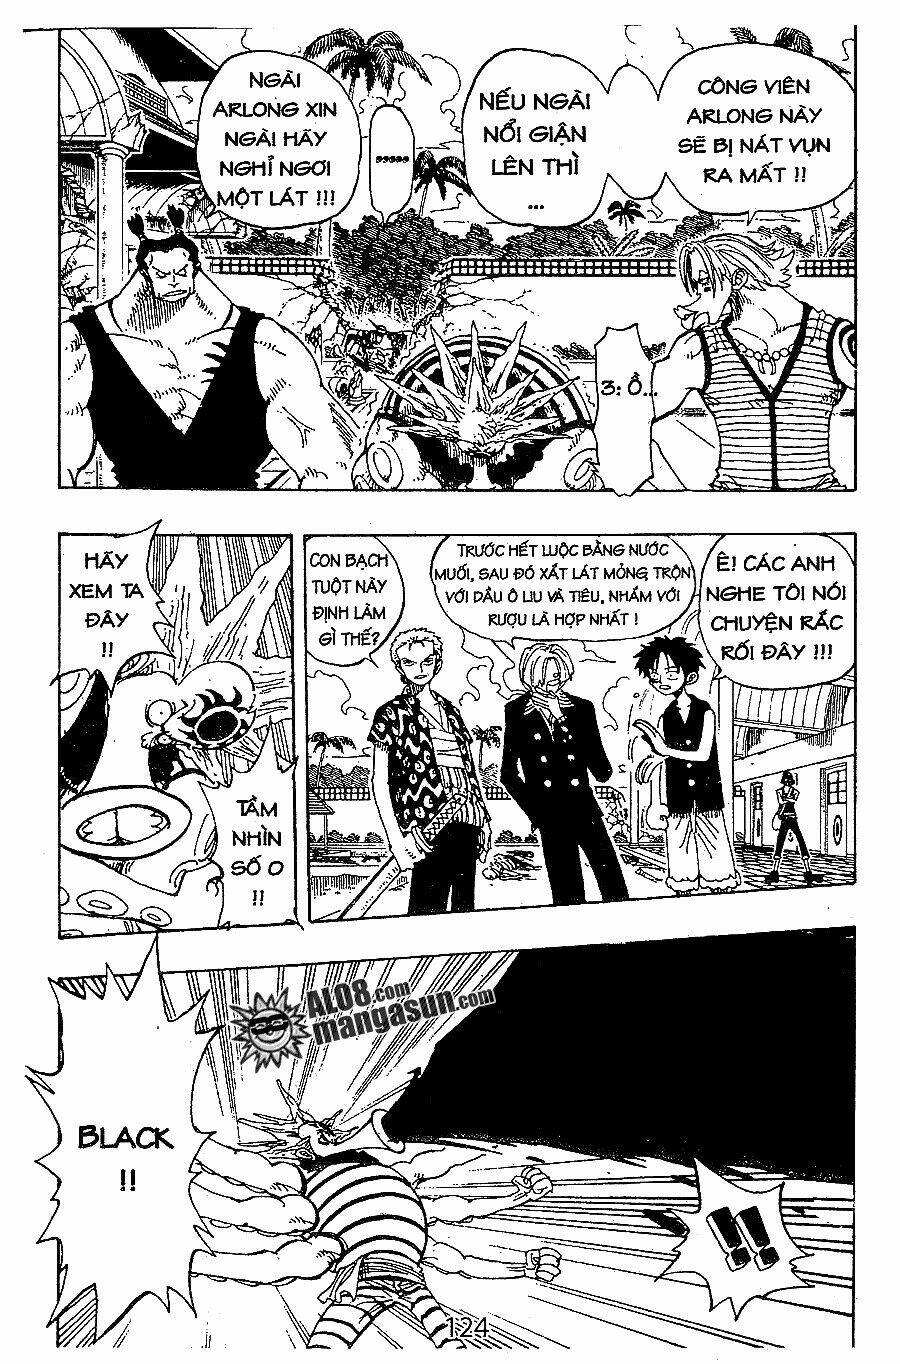 NGÀI
ARLONG XIN
NGÀI HÃY
NGHỈ NGƠI
MỘT LÁT !!!
,,,,,
NẾU NGÀI
NỔI GIẬN
LÊN THÌ
...
CÔNG VIÊN
ARLONG NÀY
SẼ BỊ NÁT VỤN
RA MẤT !!
3: Ồ...
HÃY
XEM TA
ĐÂY
!!
TẦM
NHÌN
SỐ 0
!!
CON BẠCH
TUỘT NÀY
ĐỊNH LÀM
GÌ THẾ?
TRƯỚC HẾT LUỘC BẰNG NƯỚC
MUỐI, SAU ĐÓ XẮT LÁT MỎNG, TRỘN
VỚI DẦU Ô LIU VÀ TIÊU, NHẤM VỚI
RƯỢU LÀ HỢP NHẤT !
Ê! CÁC ANH
NGHE TÔI NÓI
CHUYỆN RẮC
RỐI ĐÂY !!!
AL08.com
mangasun.com
BLACK
!!
!!
124